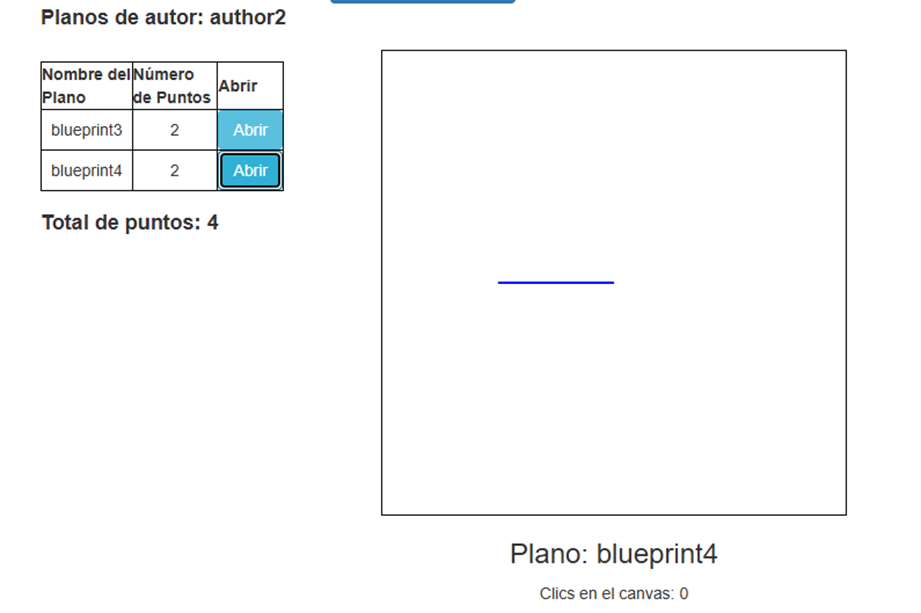 Planos de autor: author2
Nombre del Número
Plano de Puntos Abrir
blueprint3 2 Abrir
blueprint4 2 Abrir
Total de puntos: 4
Plano: blueprint4
Clics en el canvas: 0